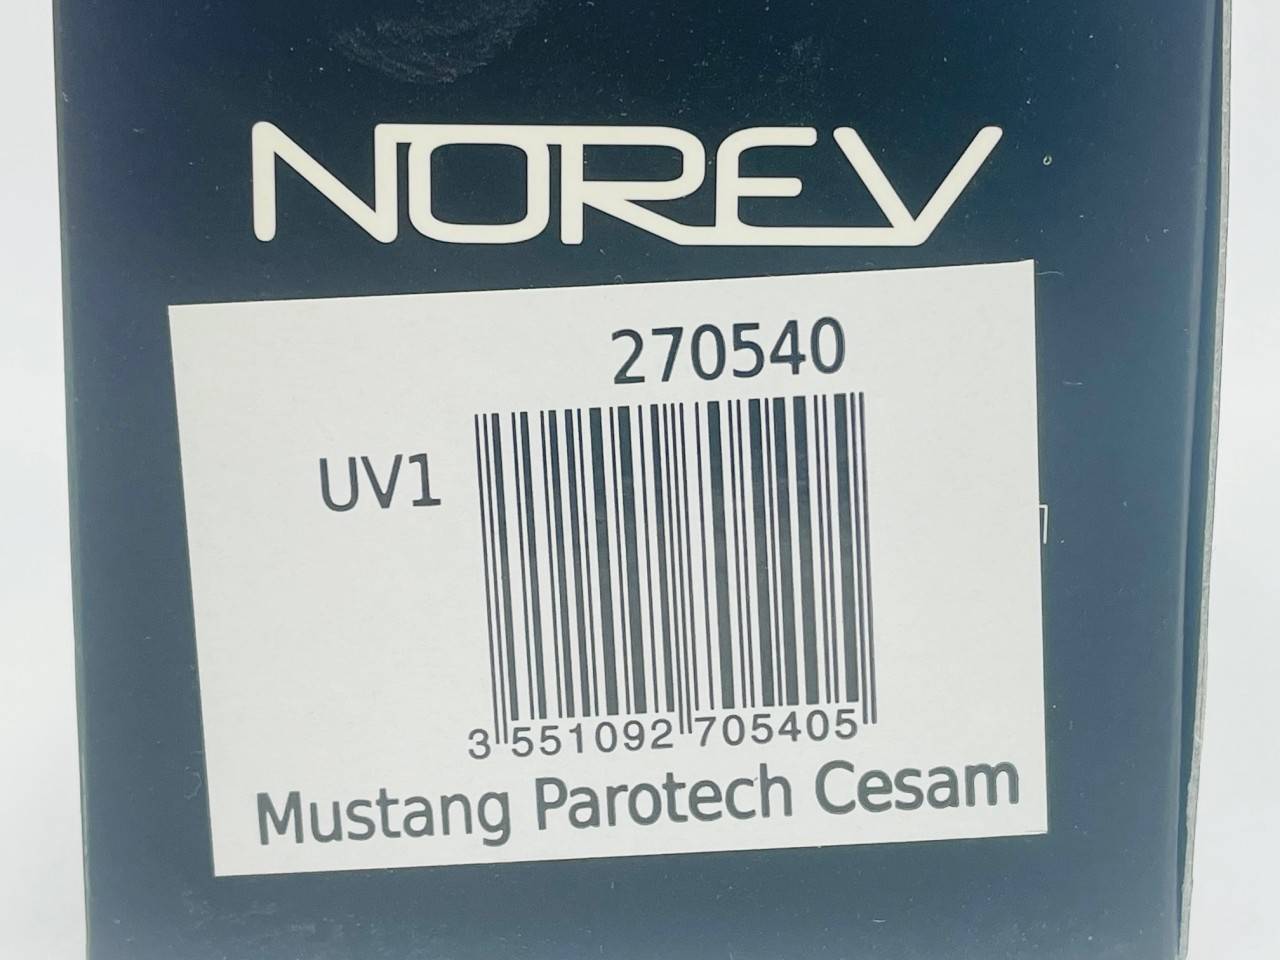 NOREV
270540
UV1
3 551092 705405
Mustang Parotech Cesam